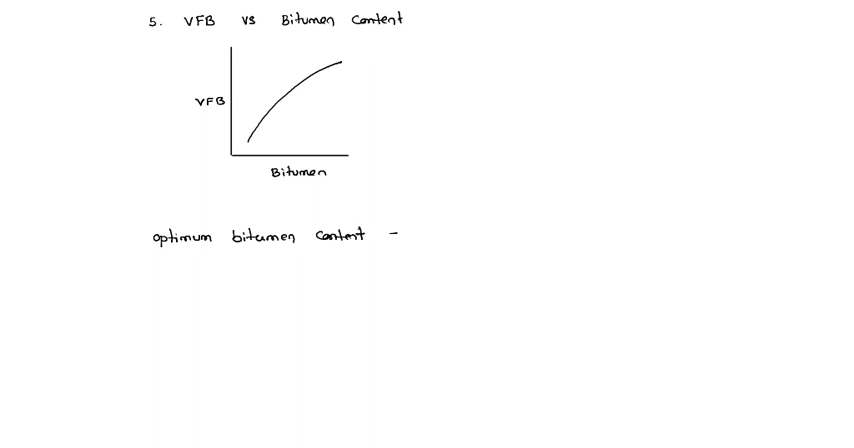 5. VFB vs Bitumen Content
VFB
Bitumen
optimum bitumen content -